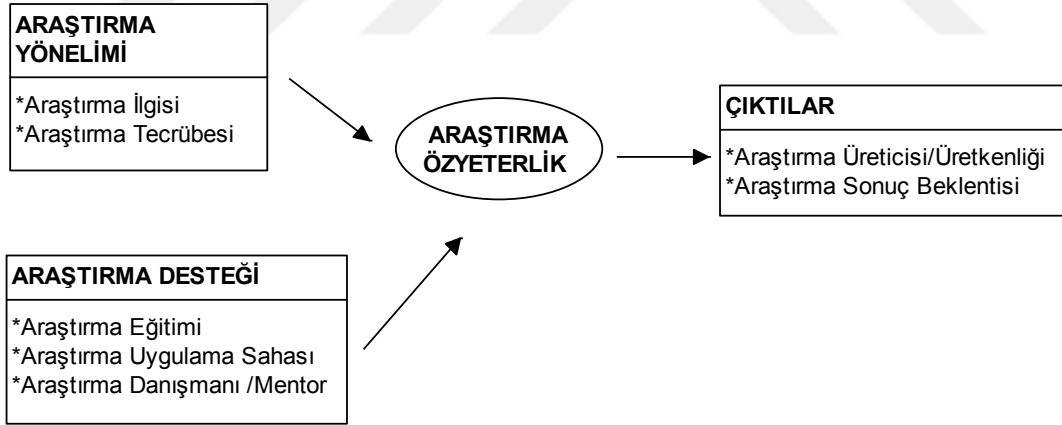 ARAŞTIRMA
YÖNELİMİ
*Araştırma İlgisi
*Araştırma Tecrübesi
ARAŞTIRMA
ÖZYETERLİK
ÇIKTILAR
*Araştırma Üreticisi/Üretkenliği
*Araştırma Sonuç Beklentisi
ARAŞTIRMA DESTEĞİ
*Araştırma Eğitimi
*Araştırma Uygulama Sahası
*Araştırma Danışmanı /Mentor